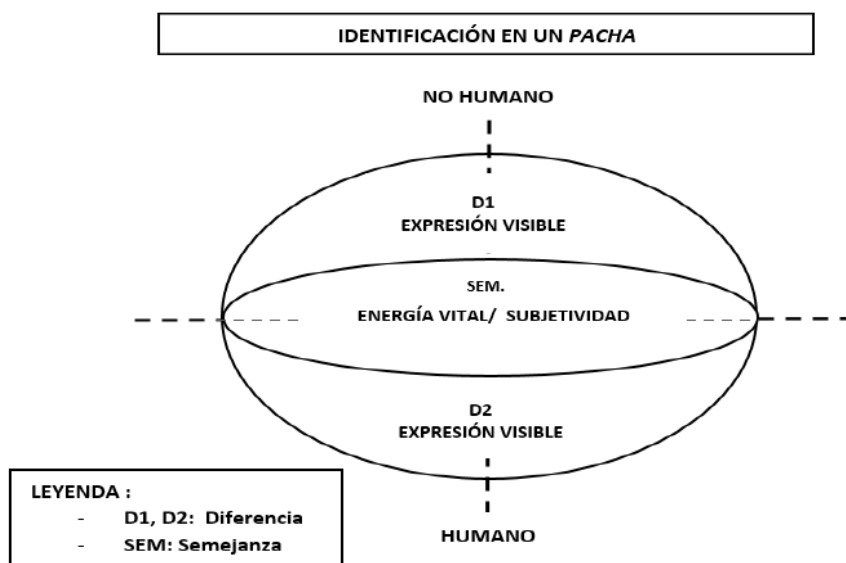 IDENTIFICACIÓN EN UN PACHA
NO HUMANO
D1
EXPRESIÓN VISIBLE
SEM.
ENERGÍA VITAL/ SUBJETIVIDAD
D2
EXPRESIÓN VISIBLE
HUMANO
LEYENDA :
- D1, D2: Diferencia
- SEM: Semejanza